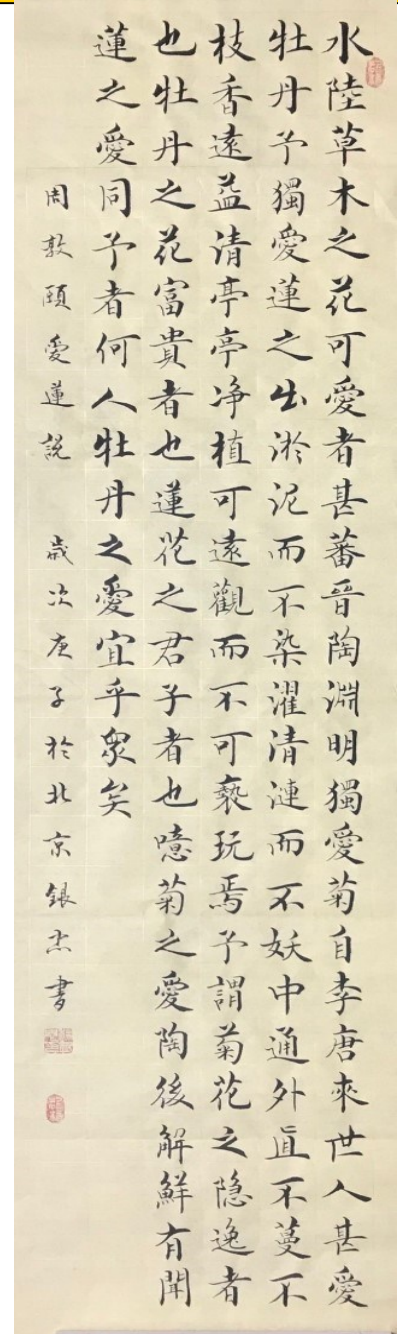 水陸草木之花可愛者甚蕃晉陶淵明獨愛菊自李唐來世人甚愛
牡丹予獨愛蓮之出淤泥而不染濯清漣而不妖中通外直不蔓不
枝香遠益清亭亭净植可遠觀而不可褻玩焉予謂菊花之隐逸者
也牡丹之花富貴者也蓮花之君子者也噫菊之愛陶後解鮮有聞
蓮之愛同予者何人牡丹之愛宜乎眾矣
周敦頤愛蓮説 歲次庚子於北京銀杰書